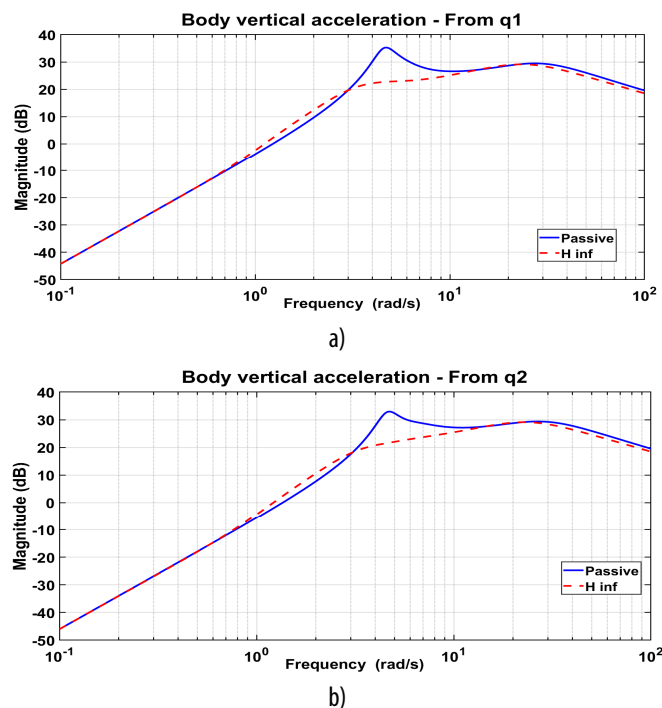 Body vertical acceleration - From q1
Magnitude (dB)
40
30
20
10
0
-10
-20
-30
-40
-50
10^-1
10^0
10^1
10^2
Frequency (rad/s)
Passive
H inf
a)
Body vertical acceleration - From q2
Magnitude (dB)
40
30
20
10
0
-10
-20
-30
-40
-50
10^-1
10^0
10^1
10^2
Frequency (rad/s)
Passive
H inf
b)